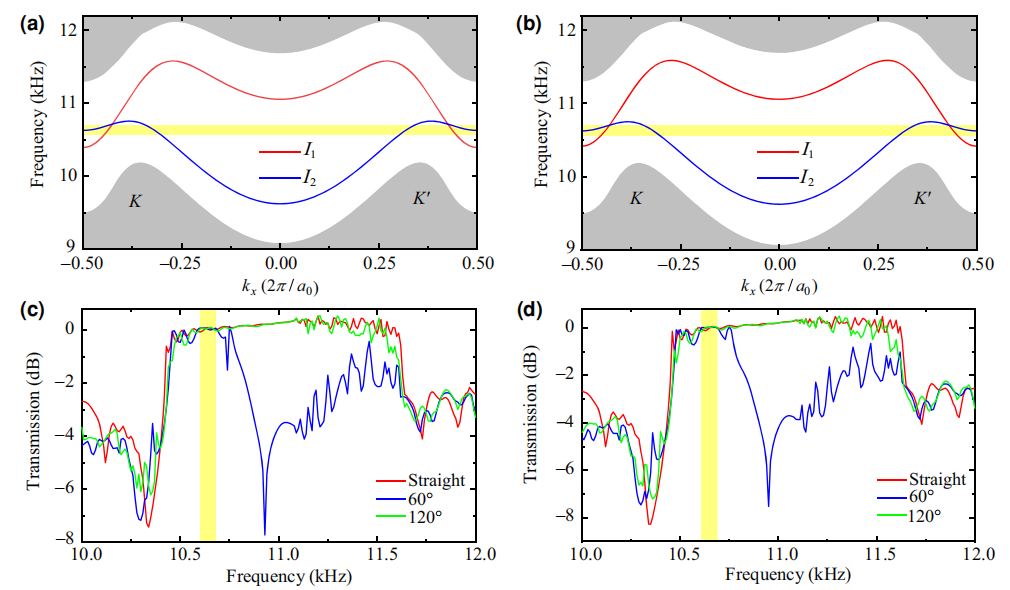 (a)
12
11
10
9
Frequency (kHz)
I1
I2
K
K'
−0.50
−0.25
0.00
0.25
0.50
kx (2π / a0)
(b)
12
11
10
9
Frequency (kHz)
I1
I2
K
K'
−0.50
−0.25
0.00
0.25
0.50
kx (2π / a0)
(c)
0
−2
−4
−6
−8
Transmission (dB)
Straight
60°
120°
10.0
10.5
11.0
11.5
12.0
Frequency (kHz)
(d)
0
−2
−4
−6
−8
Transmission (dB)
Straight
60°
120°
10.0
10.5
11.0
11.5
12.0
Frequency (kHz)